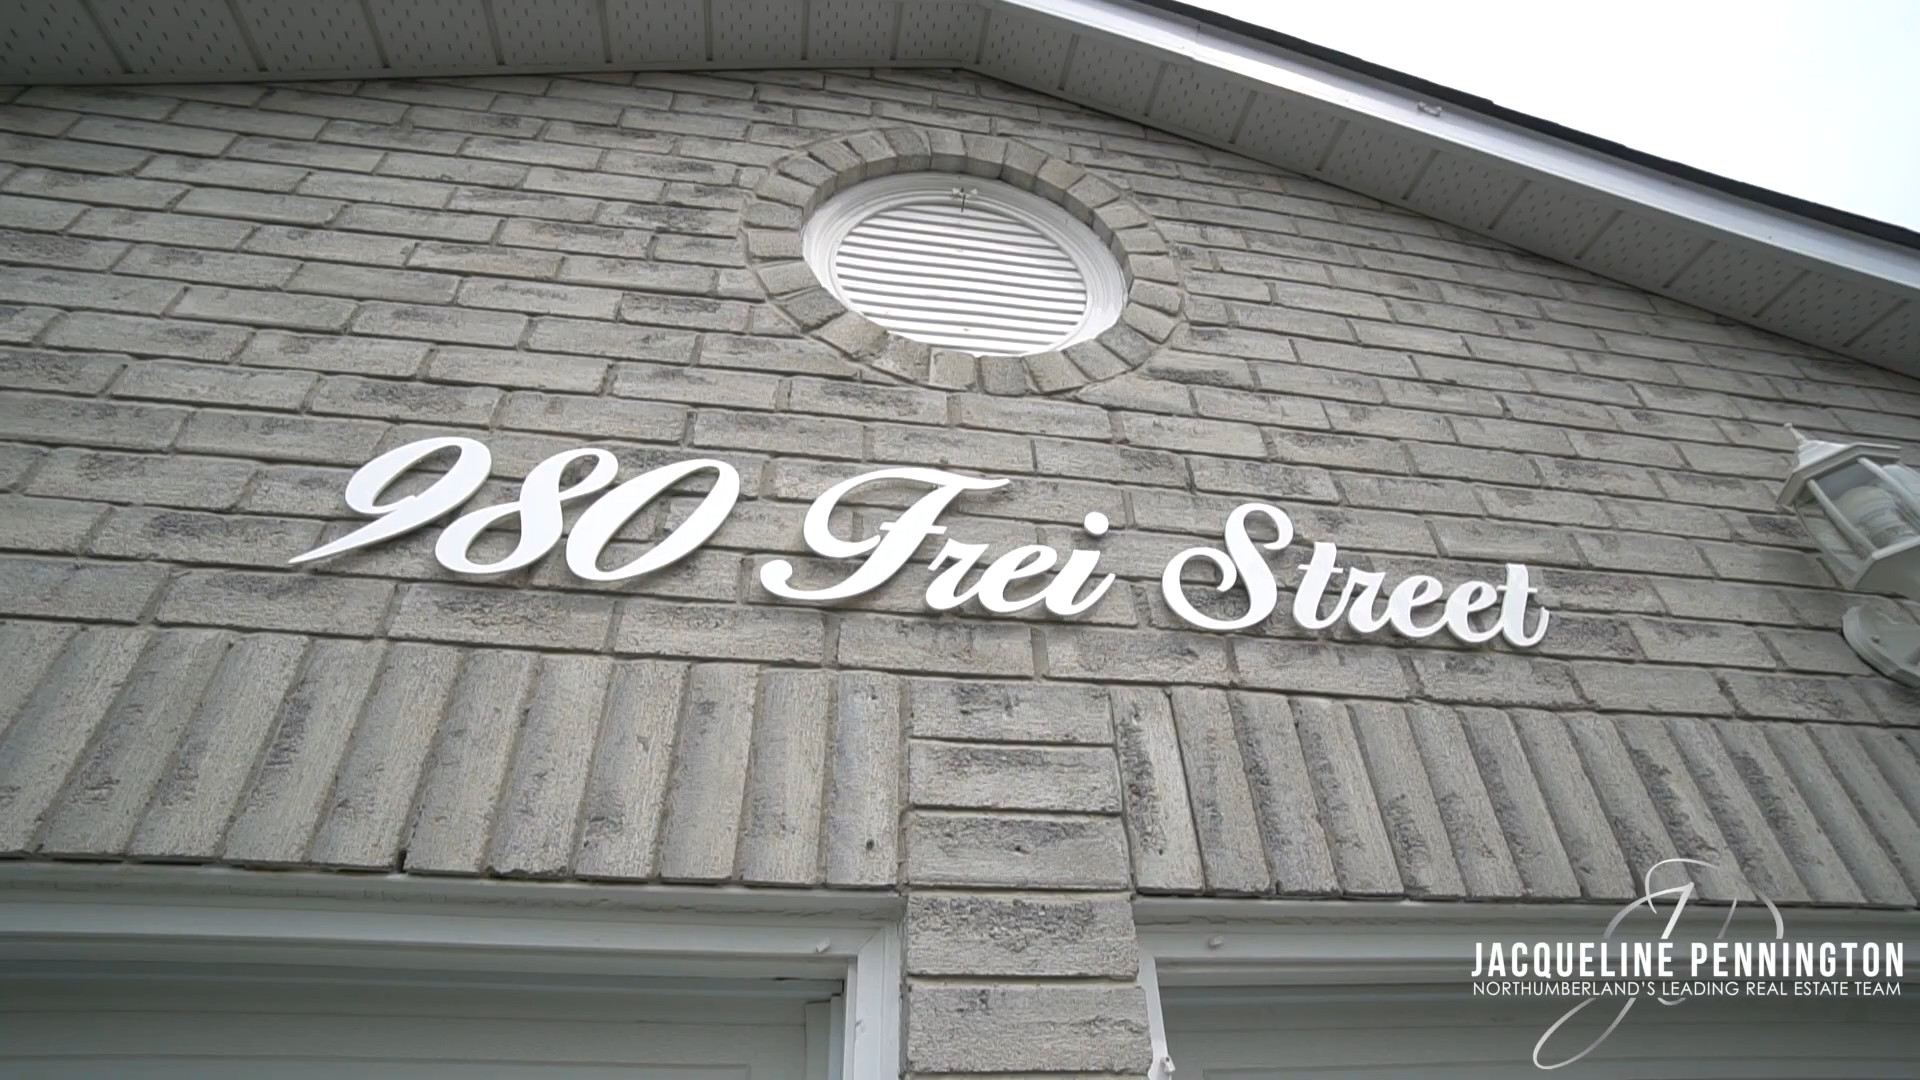 980 Frei Street
JACQUELINE PENNINGTON
NORTHUMBERLAND'S LEADING REAL ESTATE TEAM